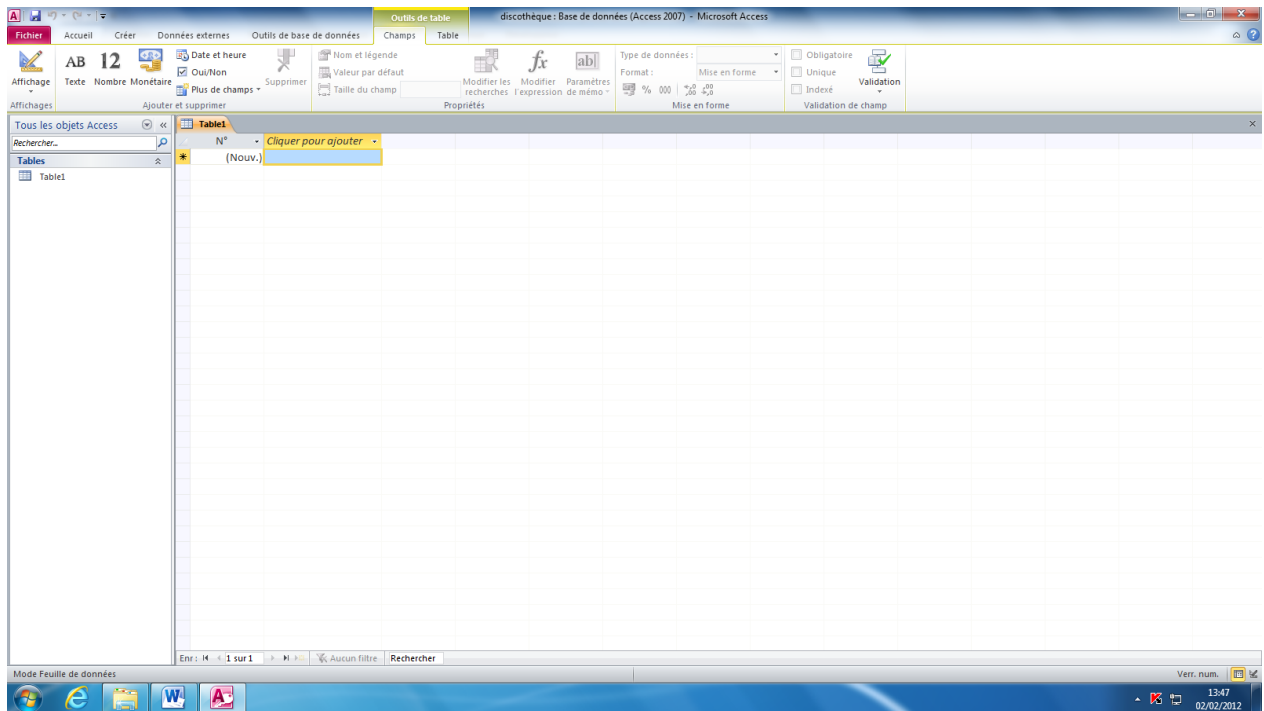 Outils de table
discothèque : Base de données (Access 2007) - Microsoft Access
Fichier Accueil Créer Données externes Outils de base de données Champs Table
Affichage
AB Texte
12 Nombre
Monétaire
Date et heure
Oui/Non
Plus de champs
Supprimer
Nom et légende
Valeur par défaut
Taille du champ
Modifier les recherches
fx Modifier l'expression
ab Paramètres de mémo
Type de données :
Format : Mise en forme
% 000
Obligatoire
Unique
Indexé
Validation
Affichages Ajouter et supprimer Propriétés Mise en forme Validation de champ
Tous les objets Access
Rechercher...
Tables
Table1
Table1
N° Cliquer pour ajouter
* (Nouv.)
Enr : 1 sur 1 Aucun filtre Rechercher
Mode Feuille de données Verr. num.
13:47
02/02/2012